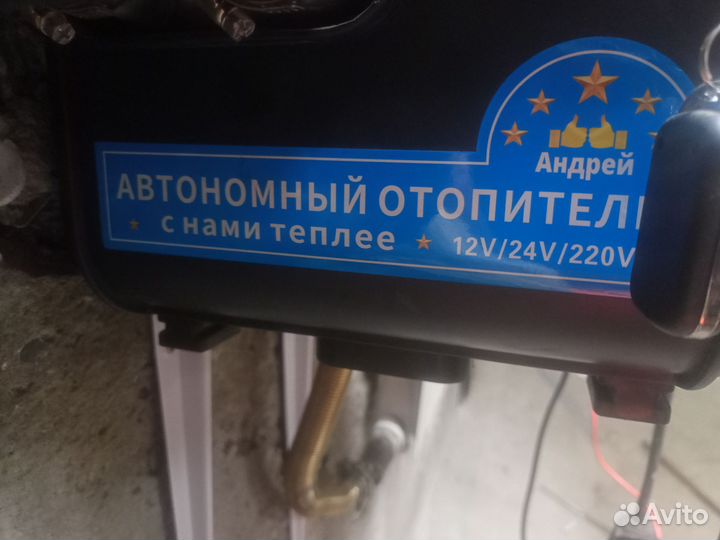 Андрей
АВТОНОМНЫЙ ОТОПИТЕЛЬ
с нами теплее 12V/24V/220V
Avito